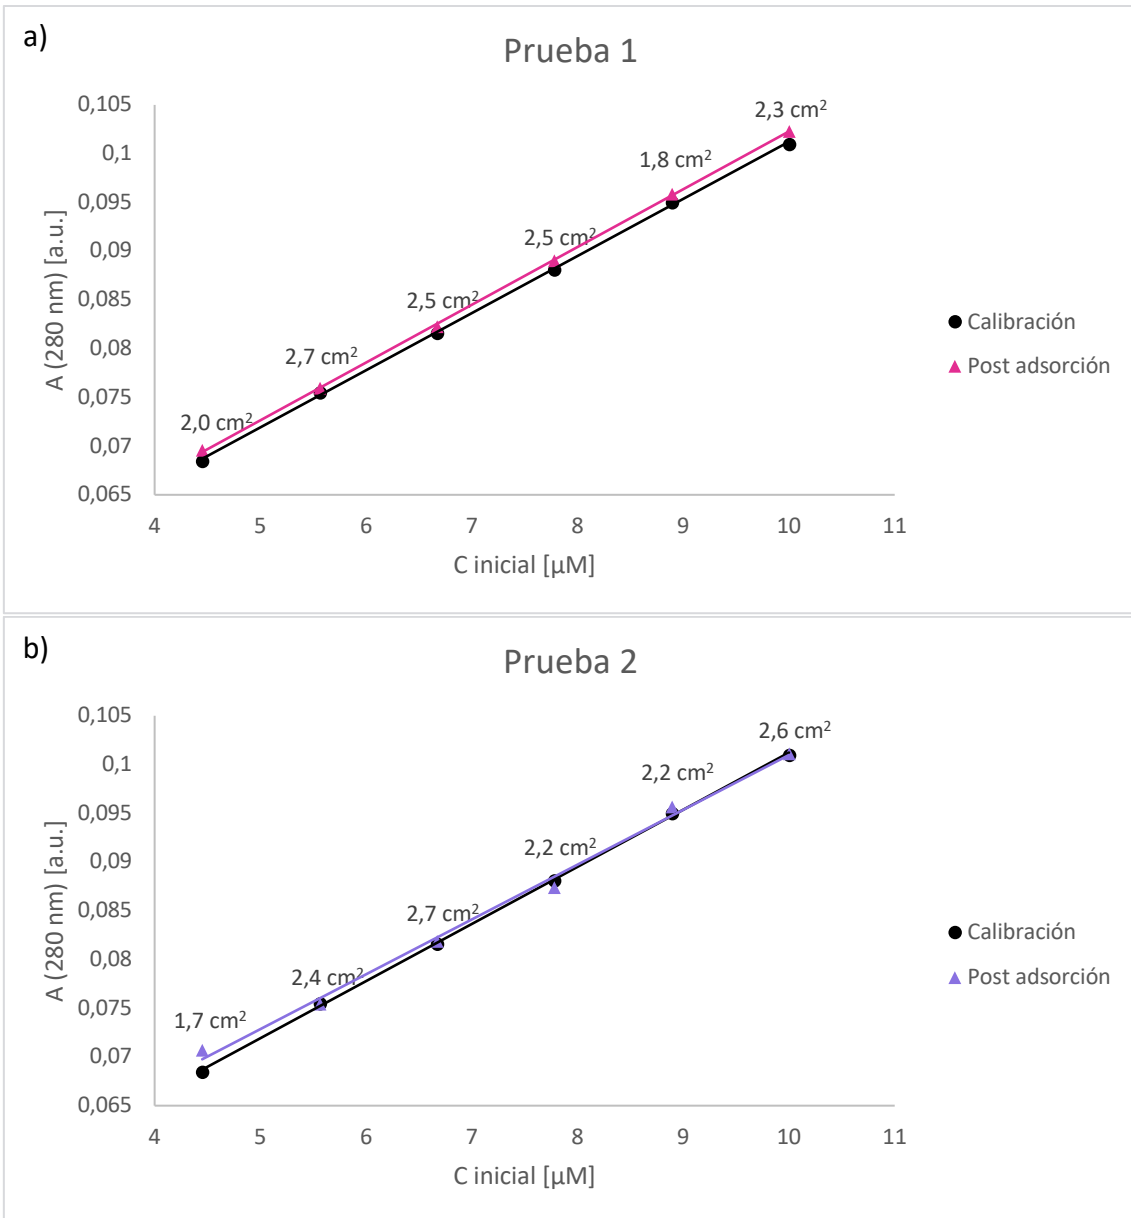 a)
Prueba 1
A (280 nm) [a.u.]
0,105
0,1
0,095
0,09
0,085
0,08
0,075
0,07
0,065
2,0 cm²
2,7 cm²
2,5 cm²
2,5 cm²
1,8 cm²
2,3 cm²
Calibración
Post adsorción
4 5 6 7 8 9 10 11
C inicial [µM]
b)
Prueba 2
A (280 nm) [a.u.]
0,105
0,1
0,095
0,09
0,085
0,08
0,075
0,07
0,065
1,7 cm²
2,4 cm²
2,7 cm²
2,2 cm²
2,2 cm²
2,6 cm²
Calibración
Post adsorción
4 5 6 7 8 9 10 11
C inicial [µM]